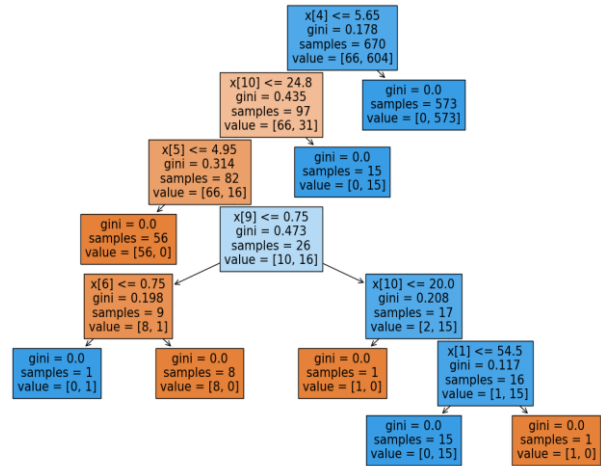 x[4] <= 5.65
gini = 0.178
samples = 670
value = [66, 604]
x[10] <= 24.8
gini = 0.435
samples = 97
value = [66, 31]
gini = 0.0
samples = 573
value = [0, 573]
x[5] <= 4.95
gini = 0.314
samples = 82
value = [66, 16]
gini = 0.0
samples = 15
value = [0, 15]
gini = 0.0
samples = 56
value = [56, 0]
x[9] <= 0.75
gini = 0.473
samples = 26
value = [10, 16]
x[6] <= 0.75
gini = 0.198
samples = 9
value = [8, 1]
x[10] <= 20.0
gini = 0.208
samples = 17
value = [2, 15]
gini = 0.0
samples = 1
value = [0, 1]
gini = 0.0
samples = 8
value = [8, 0]
gini = 0.0
samples = 1
value = [1, 0]
x[1] <= 54.5
gini = 0.117
samples = 16
value = [1, 15]
gini = 0.0
samples = 15
value = [0, 15]
gini = 0.0
samples = 1
value = [1, 0]